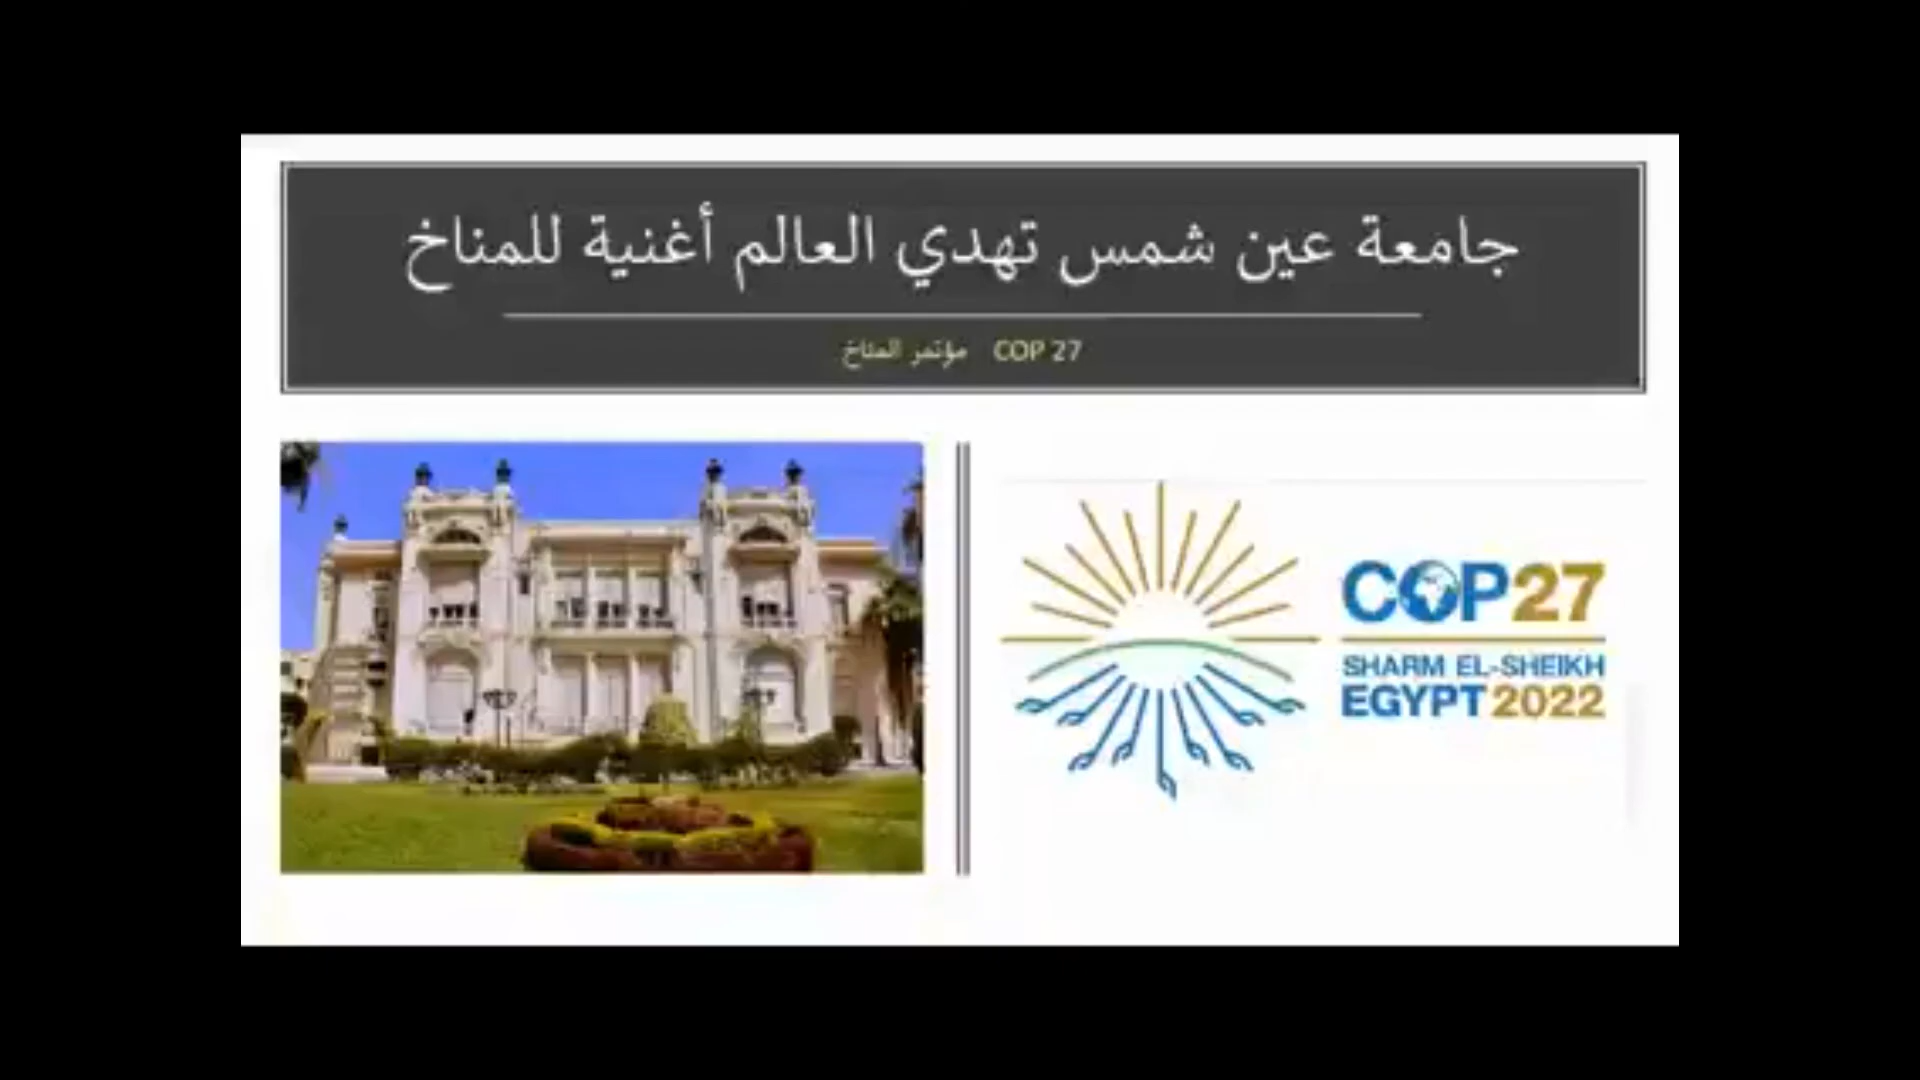 جامعة عين شمس تهدي العالم أغنية للمناخ
مؤتمر المناخ COP 27
COP27
SHARM EL-SHEIKH
EGYPT 2022